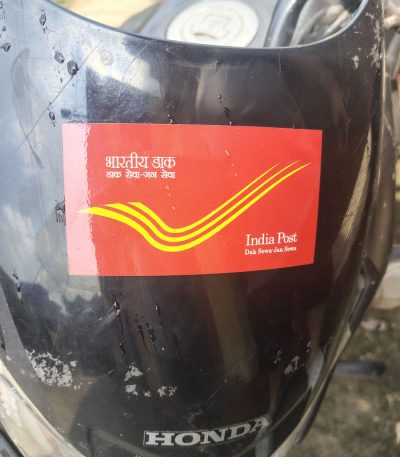 भारतीय डाक
डाक सेवा-जन सेवा
India Post
Dak Sewa-Jan Sewa
HONDA